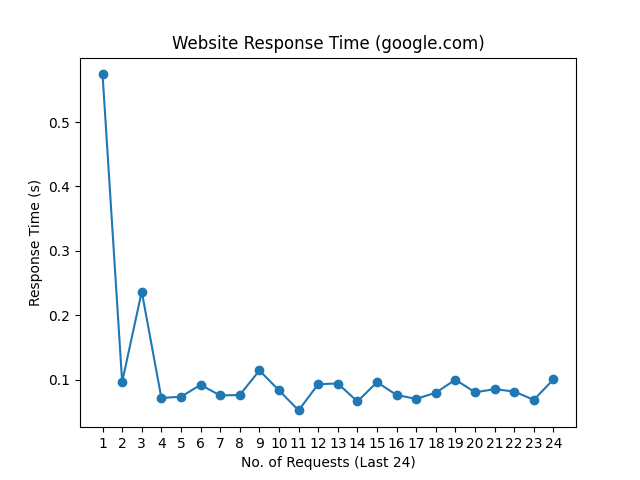 Website Response Time (google.com)
0.5
0.4
0.3
0.2
0.1
Response Time (s)
1 2 3 4 5 6 7 8 9 10 11 12 13 14 15 16 17 18 19 20 21 22 23 24
No. of Requests (Last 24)